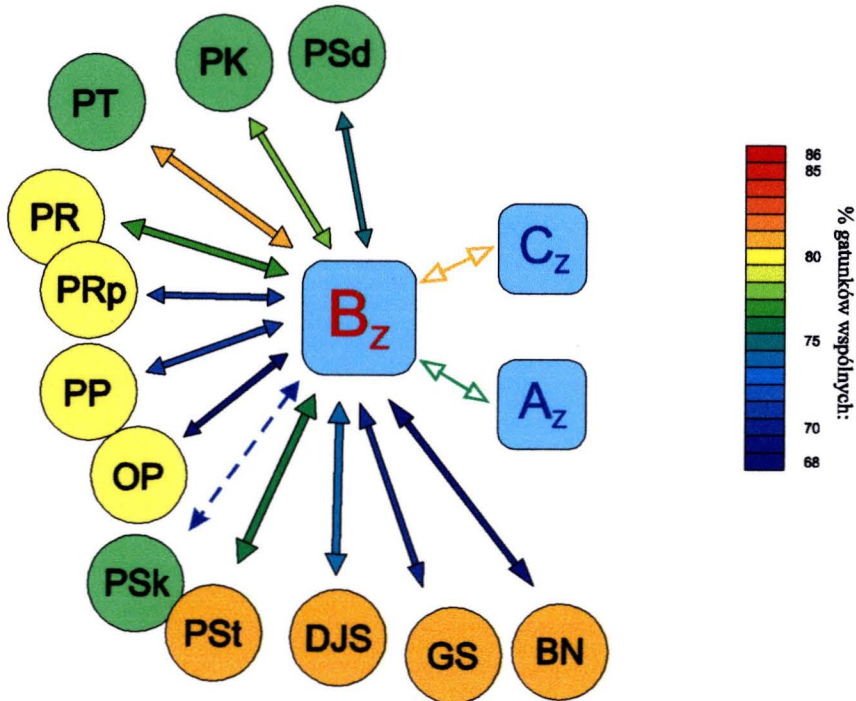 PSd
PK
PT
PR
PRp
PP
OP
PSk
PSt
DJS
GS
BN
Bz
Cz
Az
86
85
80
75
70
68
% gatunków wspólnych: